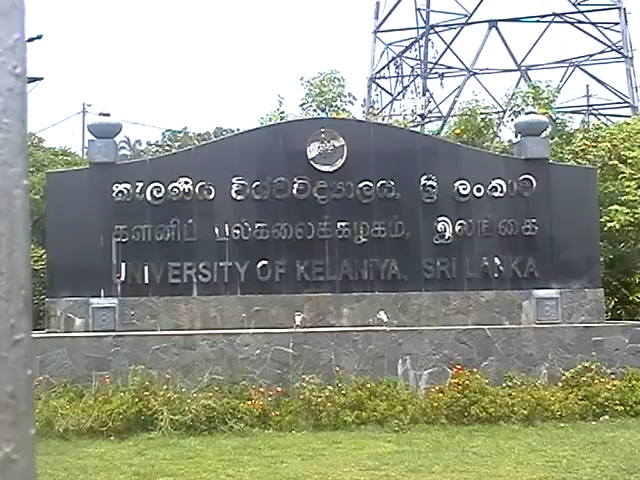 කැලණිය විශ්වවිද්‍යාලය, ශ්‍රී ලංකාව
களனிப் பல்கலைக்கழகம், இலங்கை
UNIVERSITY OF KELANIYA, SRI LANKA